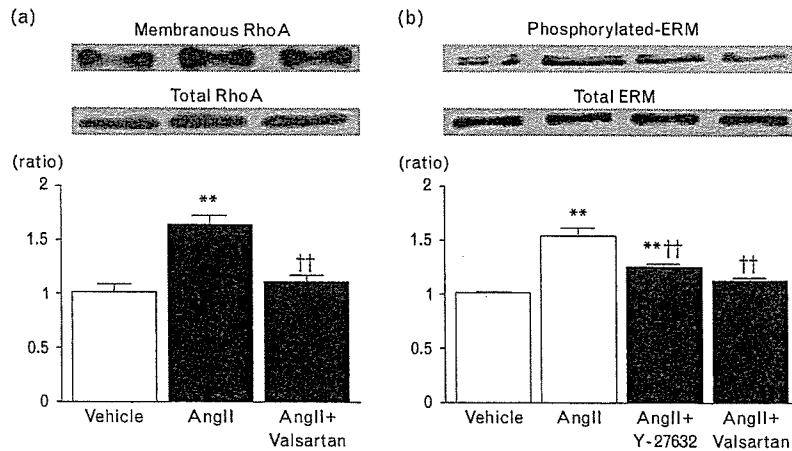 (a)
Membranous RhoA
Total RhoA
(ratio)
2
1.5
1
0.5
0
**
††
Vehicle
AngII
AngII+
Valsartan
(b)
Phosphorylated-ERM
Total ERM
(ratio)
2
1.5
1
0.5
0
**
**††
††
Vehicle
AngII
AngII+
Y-27632
AngII+
Valsartan